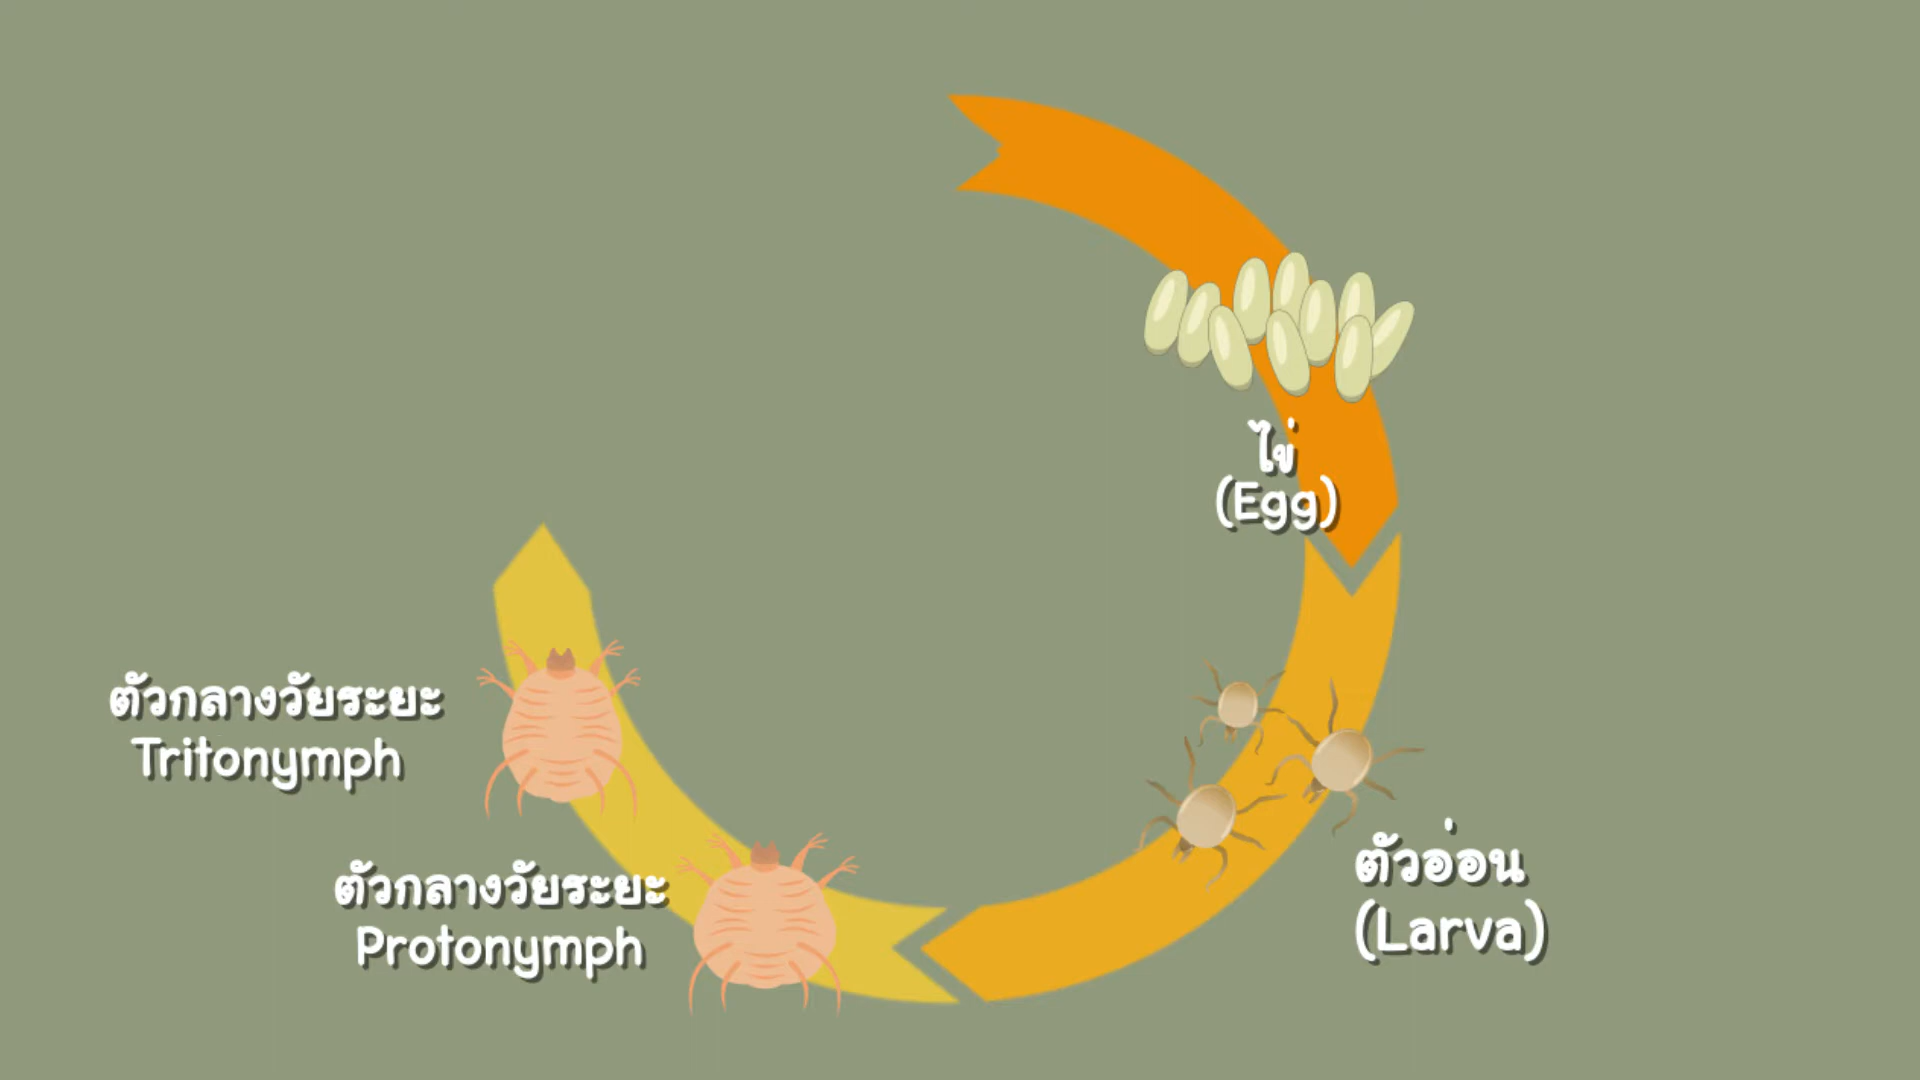 ไข่
(Egg)
ตัวอ่อน
(Larva)
ตัวกลางวัยระยะ
Protonymph
ตัวกลางวัยระยะ
Tritonymph